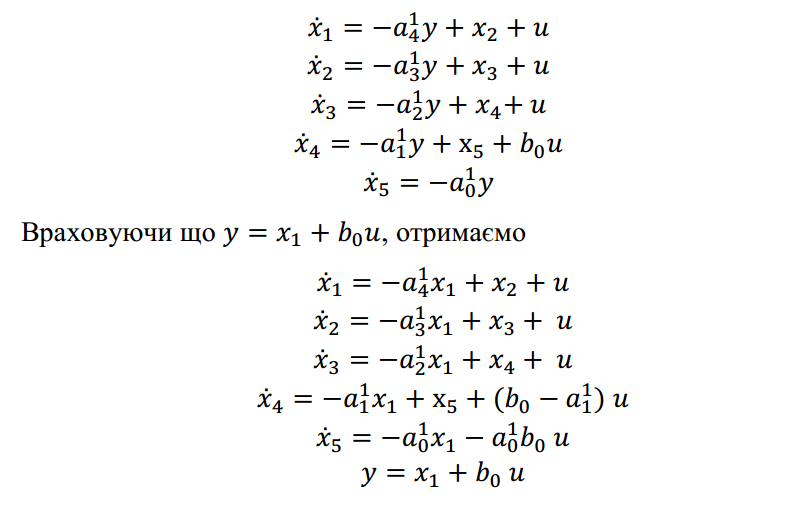 ẋ₁ = −a₄¹y + x₂ + u
ẋ₂ = −a₃¹y + x₃ + u
ẋ₃ = −a₂¹y + x₄+ u
ẋ₄ = −a₁¹y + x₅ + b₀u
ẋ₅ = −a₀¹y
Враховуючи що y = x₁ + b₀u, отримаємо
ẋ₁ = −a₄¹x₁ + x₂ + u
ẋ₂ = −a₃¹x₁ + x₃ + u
ẋ₃ = −a₂¹x₁ + x₄ + u
ẋ₄ = −a₁¹x₁ + x₅ + (b₀ − a₁¹) u
ẋ₅ = −a₀¹x₁ − a₀¹b₀ u
y = x₁ + b₀ u